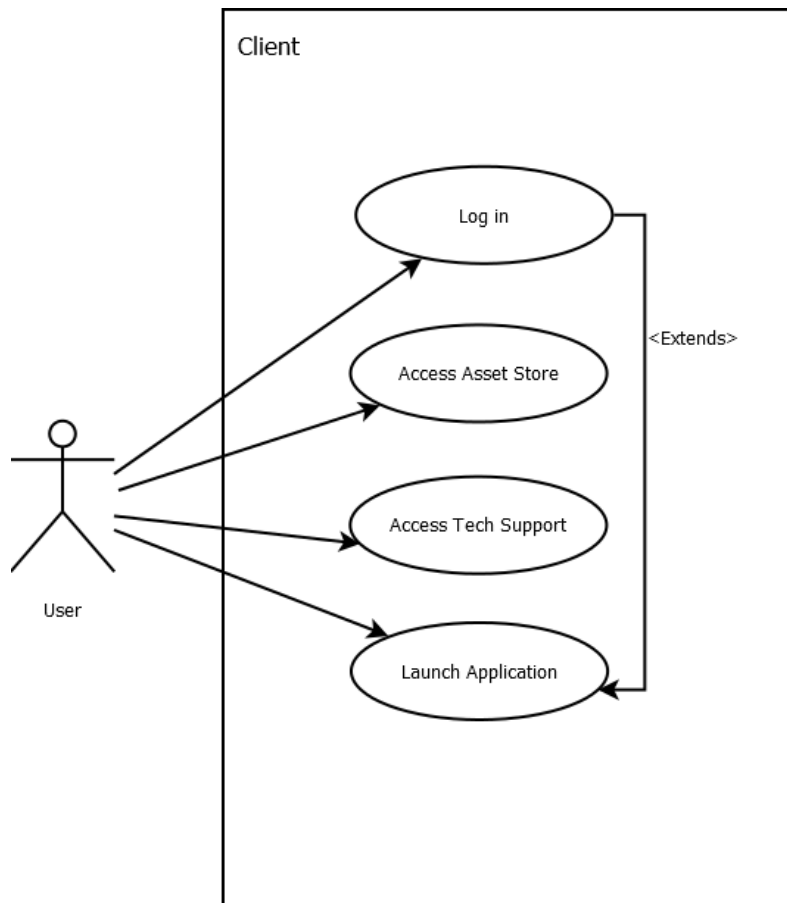 Client
Log in
<Extends>
Access Asset Store
Access Tech Support
User
Launch Application